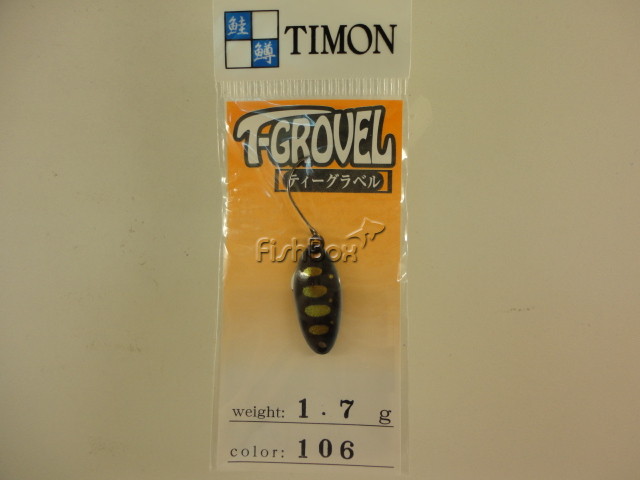 鮭
鱒
TIMON
T-GROVEL
ティーグラベル
FishBox
weight: 1.7 g
color: 106